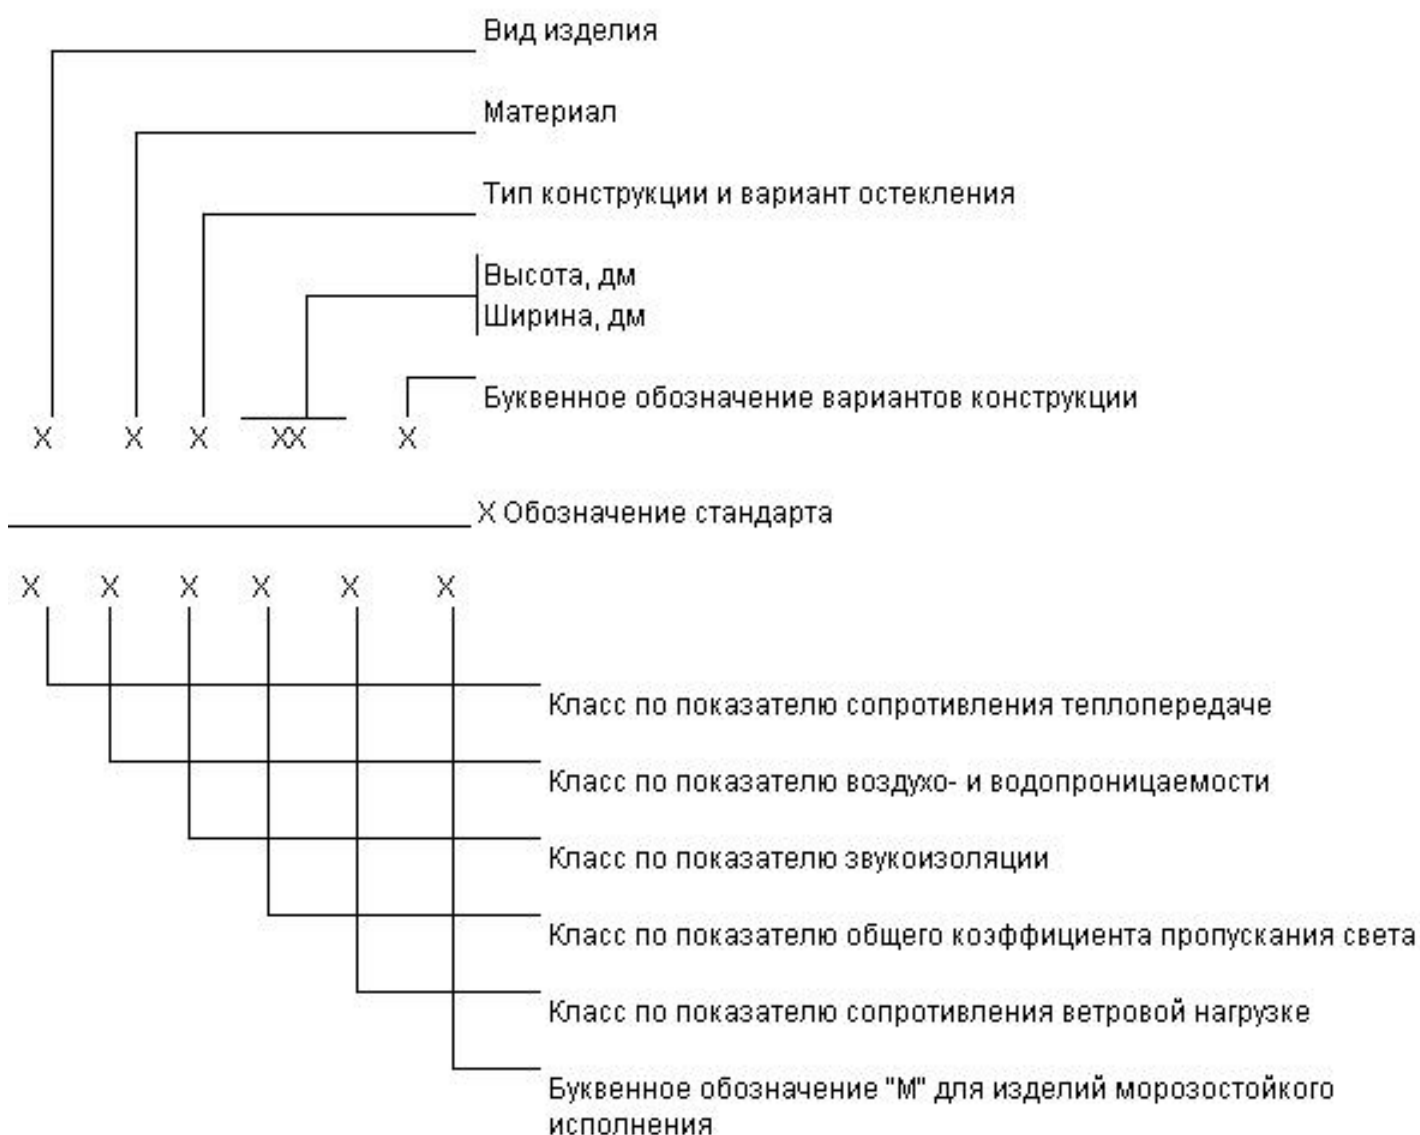 Вид изделия
Материал
Тип конструкции и вариант остекления
Высота, дм
Ширина, дм
Буквенное обозначение вариантов конструкции
X X X XX X
X Обозначение стандарта
X X X X X X
Класс по показателю сопротивления теплопередаче
Класс по показателю воздухо- и водопроницаемости
Класс по показателю звукоизоляции
Класс по показателю общего коэффициента пропускания света
Класс по показателю сопротивления ветровой нагрузке
Буквенное обозначение "М" для изделий морозостойкого
исполнения